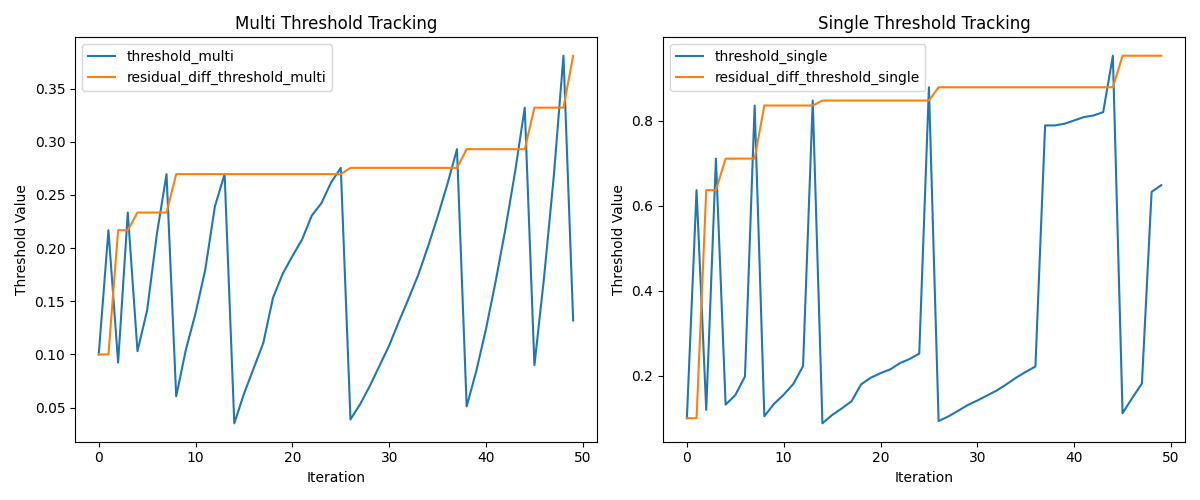 Multi Threshold Tracking
threshold_multi
residual_diff_threshold_multi
Threshold Value
0.35
0.30
0.25
0.20
0.15
0.10
0.05
0 10 20 30 40 50
Iteration
Single Threshold Tracking
threshold_single
residual_diff_threshold_single
Threshold Value
0.8
0.6
0.4
0.2
0 10 20 30 40 50
Iteration